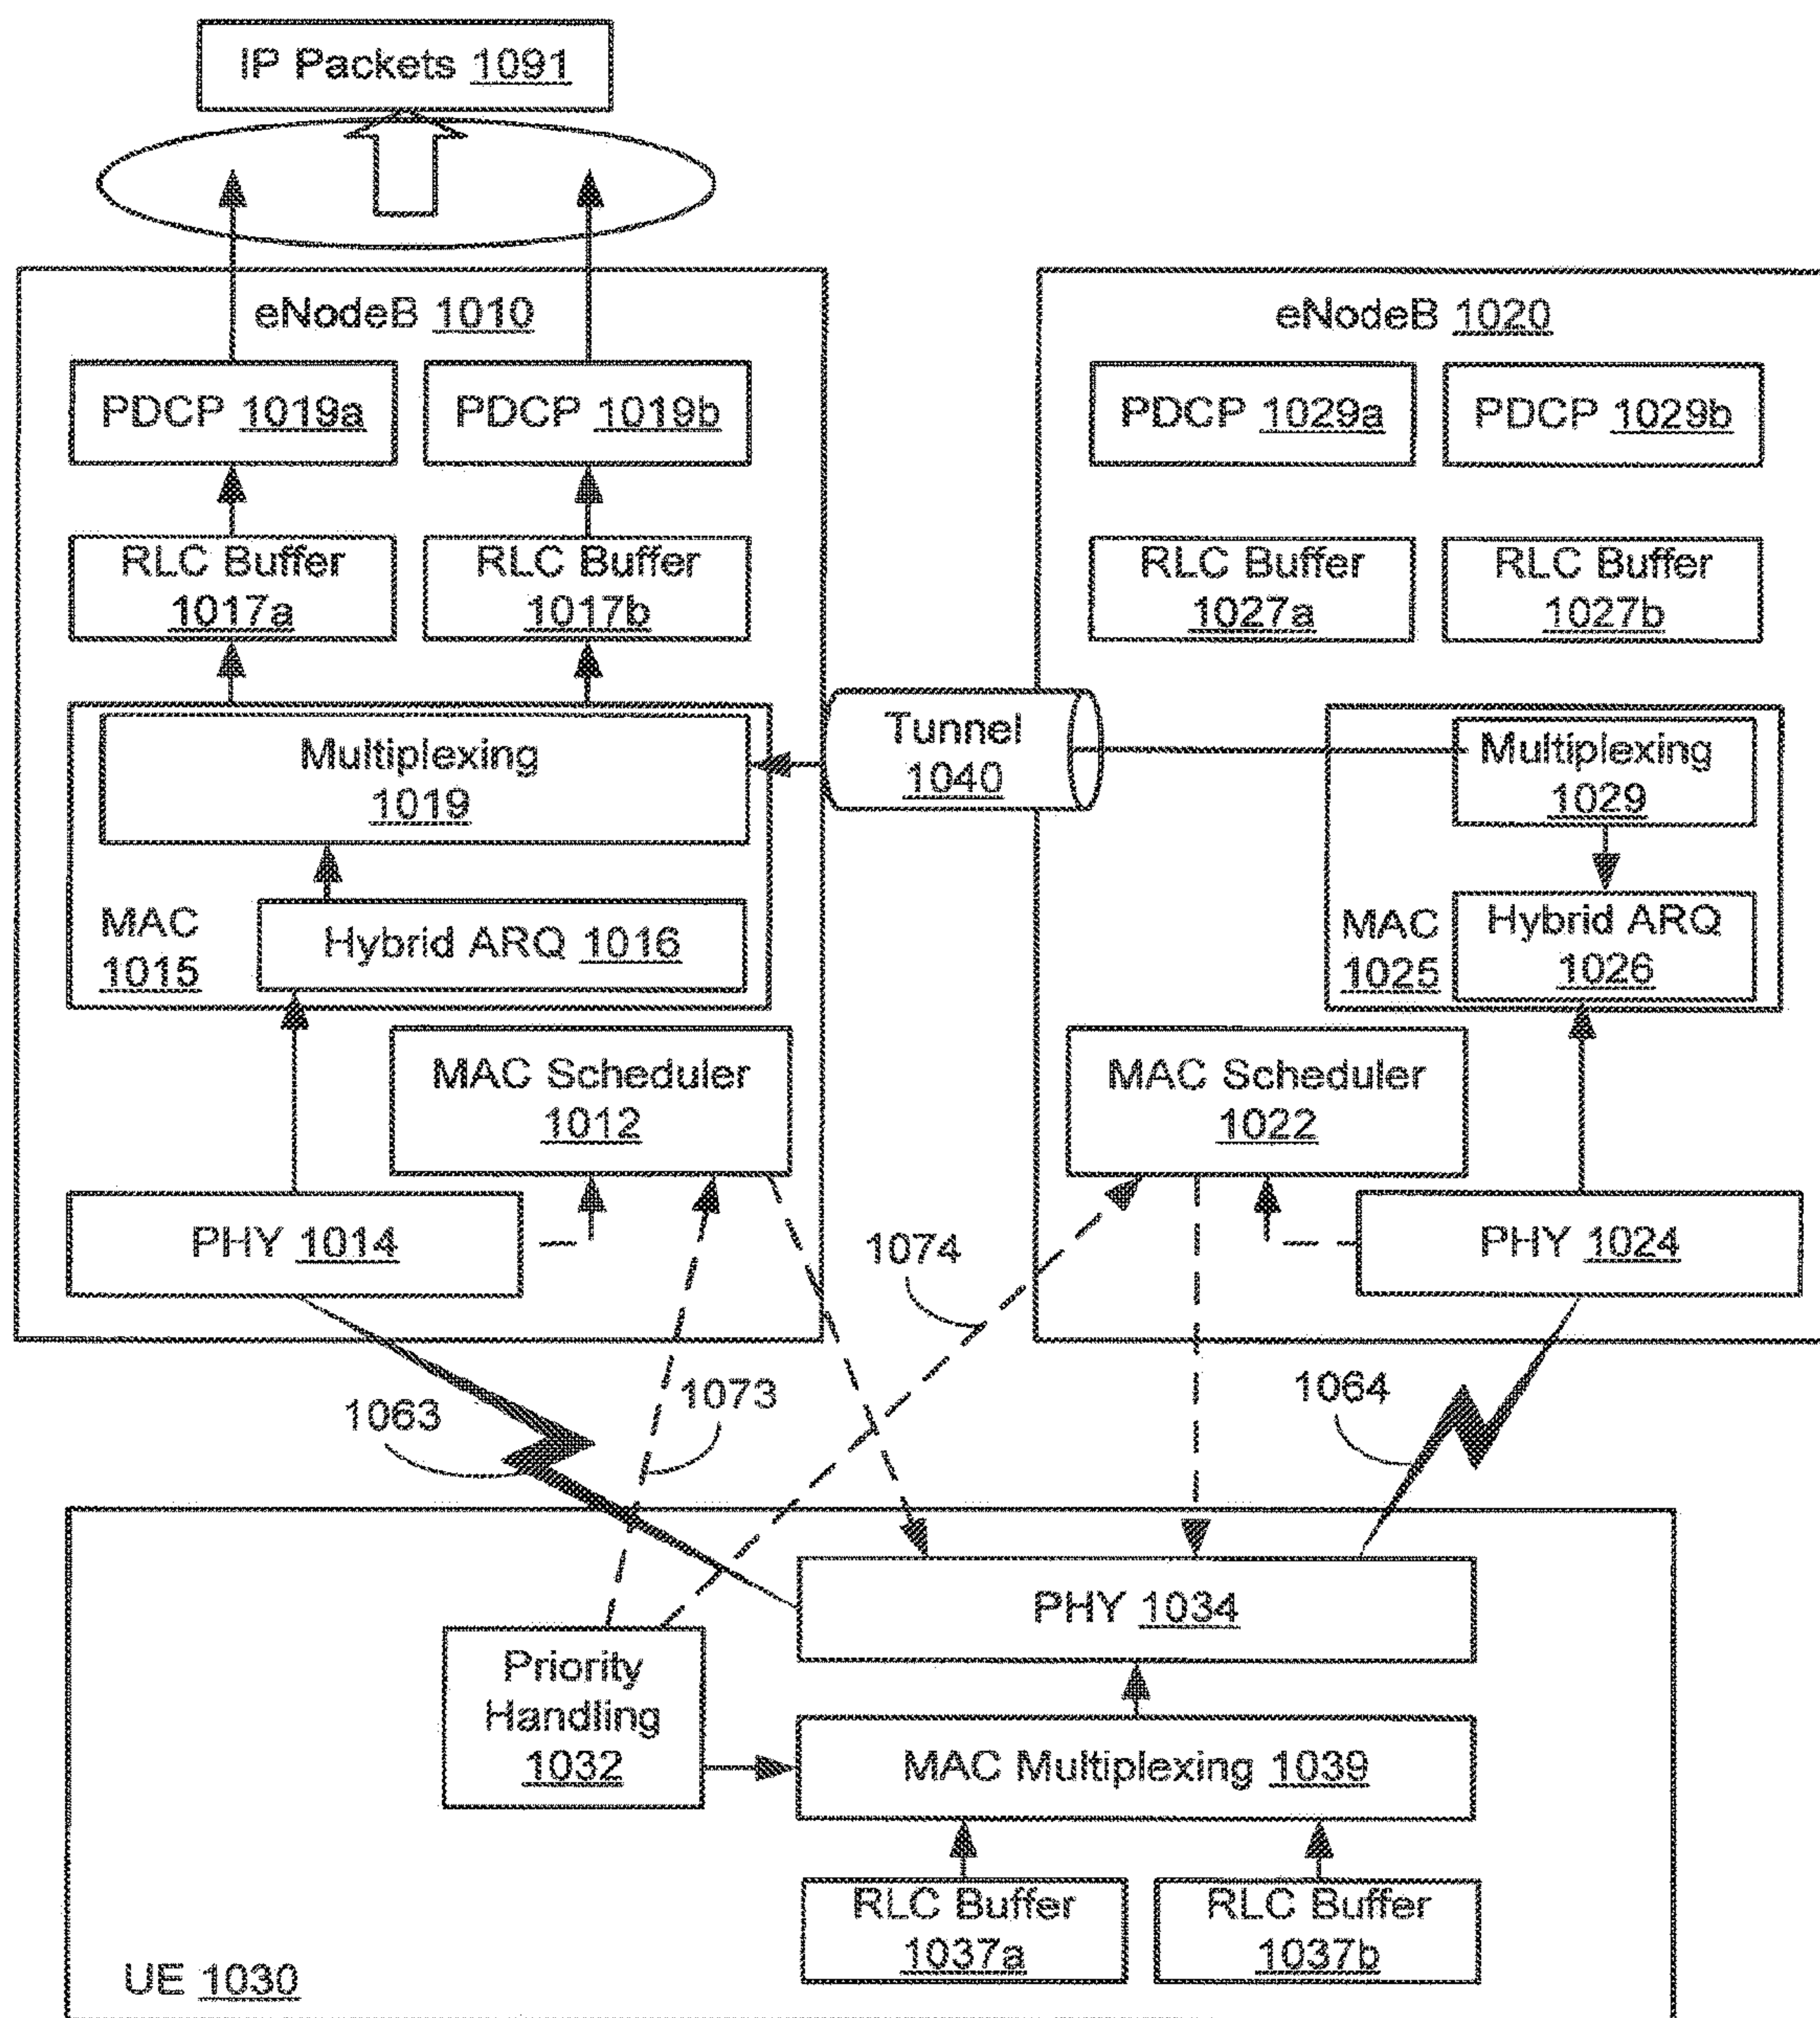 IP Packets 1091
eNodeB 1010
PDCP 1019a
PDCP 1019b
RLC Buffer
1017a
RLC Buffer
1017b
Multiplexing
1019
MAC
1015
Hybrid ARQ 1016
MAC Scheduler
1012
PHY 1014
Tunnel
1040
eNodeB 1020
PDCP 1029a
PDCP 1029b
RLC Buffer
1027a
RLC Buffer
1027b
Multiplexing
1029
MAC
1025
Hybrid ARQ
1026
MAC Scheduler
1022
PHY 1024
1074
1063
1073
1064
PHY 1034
Priority
Handling
1032
MAC Multiplexing 1039
RLC Buffer
1037a
RLC Buffer
1037b
UE 1030